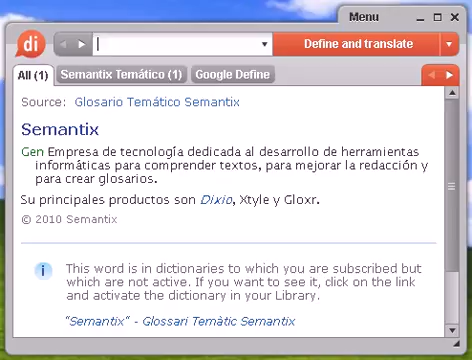 Menu
di
Define and translate
All (1)
Semantix Temático (1)
Google Define
Source: Glosario Temático Semantix
Semantix
Gen Empresa de tecnología dedicada al desarrollo de herramientas
informáticas para comprender textos, para mejorar la redacción y
para crear glosarios.
Su principales producton son Dixio, Xtyle y Gloxr.
© 2010 Semantix
i
This word is in dictionaries to which you are subscribed but
which are not active. If you want to see it, click on the link
and activate the dictionary in your Library.
"Semantix" - Glossari Temàtic Semantix